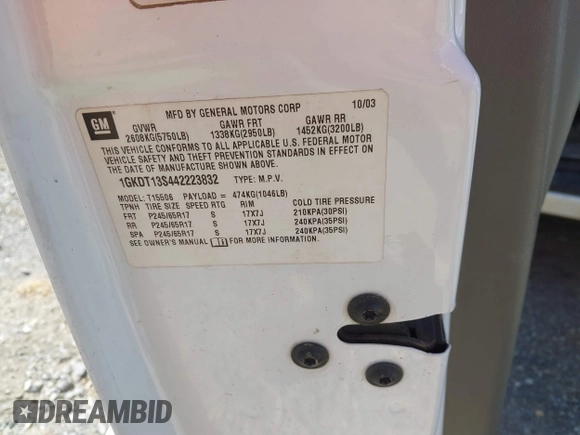 GM
MFD BY GENERAL MOTORS CORP 10/03
GVWR GAWR FRT GAWR RR
2608KG(5750LB) 1338KG(2950LB) 1452KG(3200LB)
THIS VEHICLE CONFORMS TO ALL APPLICABLE U.S. FEDERAL MOTOR
VEHICLE SAFETY AND THEFT PREVENTION STANDARDS IN EFFECT ON
THE DATE OF MANUFACTURE SHOWN ABOVE.
1GKDT13S442223832 TYPE: M.P.V.
MODEL: T15506 PAYLOAD = 474KG(1046LB)
TPNH TIRE SIZE SPEED RTG RIM COLD TIRE PRESSURE
FRT P245/65R17 S 17X7J 210KPA(30PSI)
RR P245/65R17 S 17X7J 240KPA(35PSI)
SPA P245/65R17 S 17X7J 240KPA(35PSI)
SEE OWNER'S MANUAL FOR MORE INFORMATION.
DREAMBID